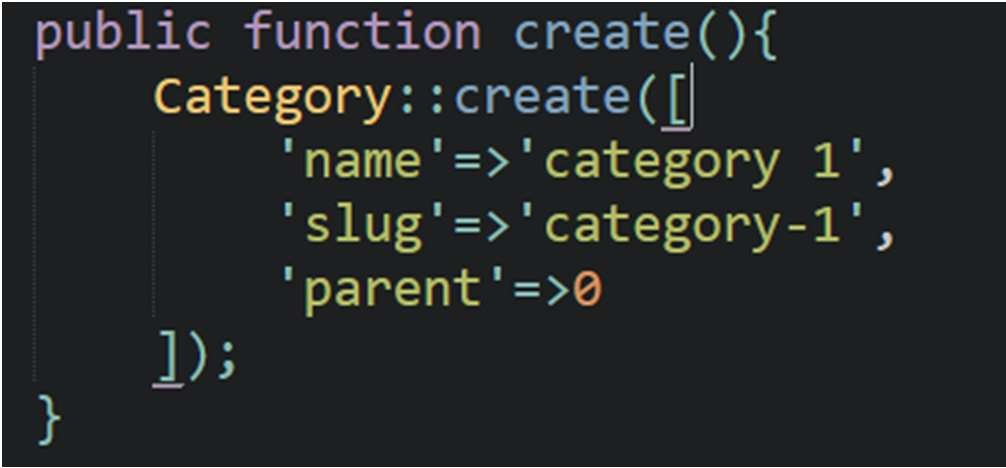 public function create(){
    Category::create([
        'name'=>'category 1',
        'slug'=>'category-1',
        'parent'=>0
    ]);
}